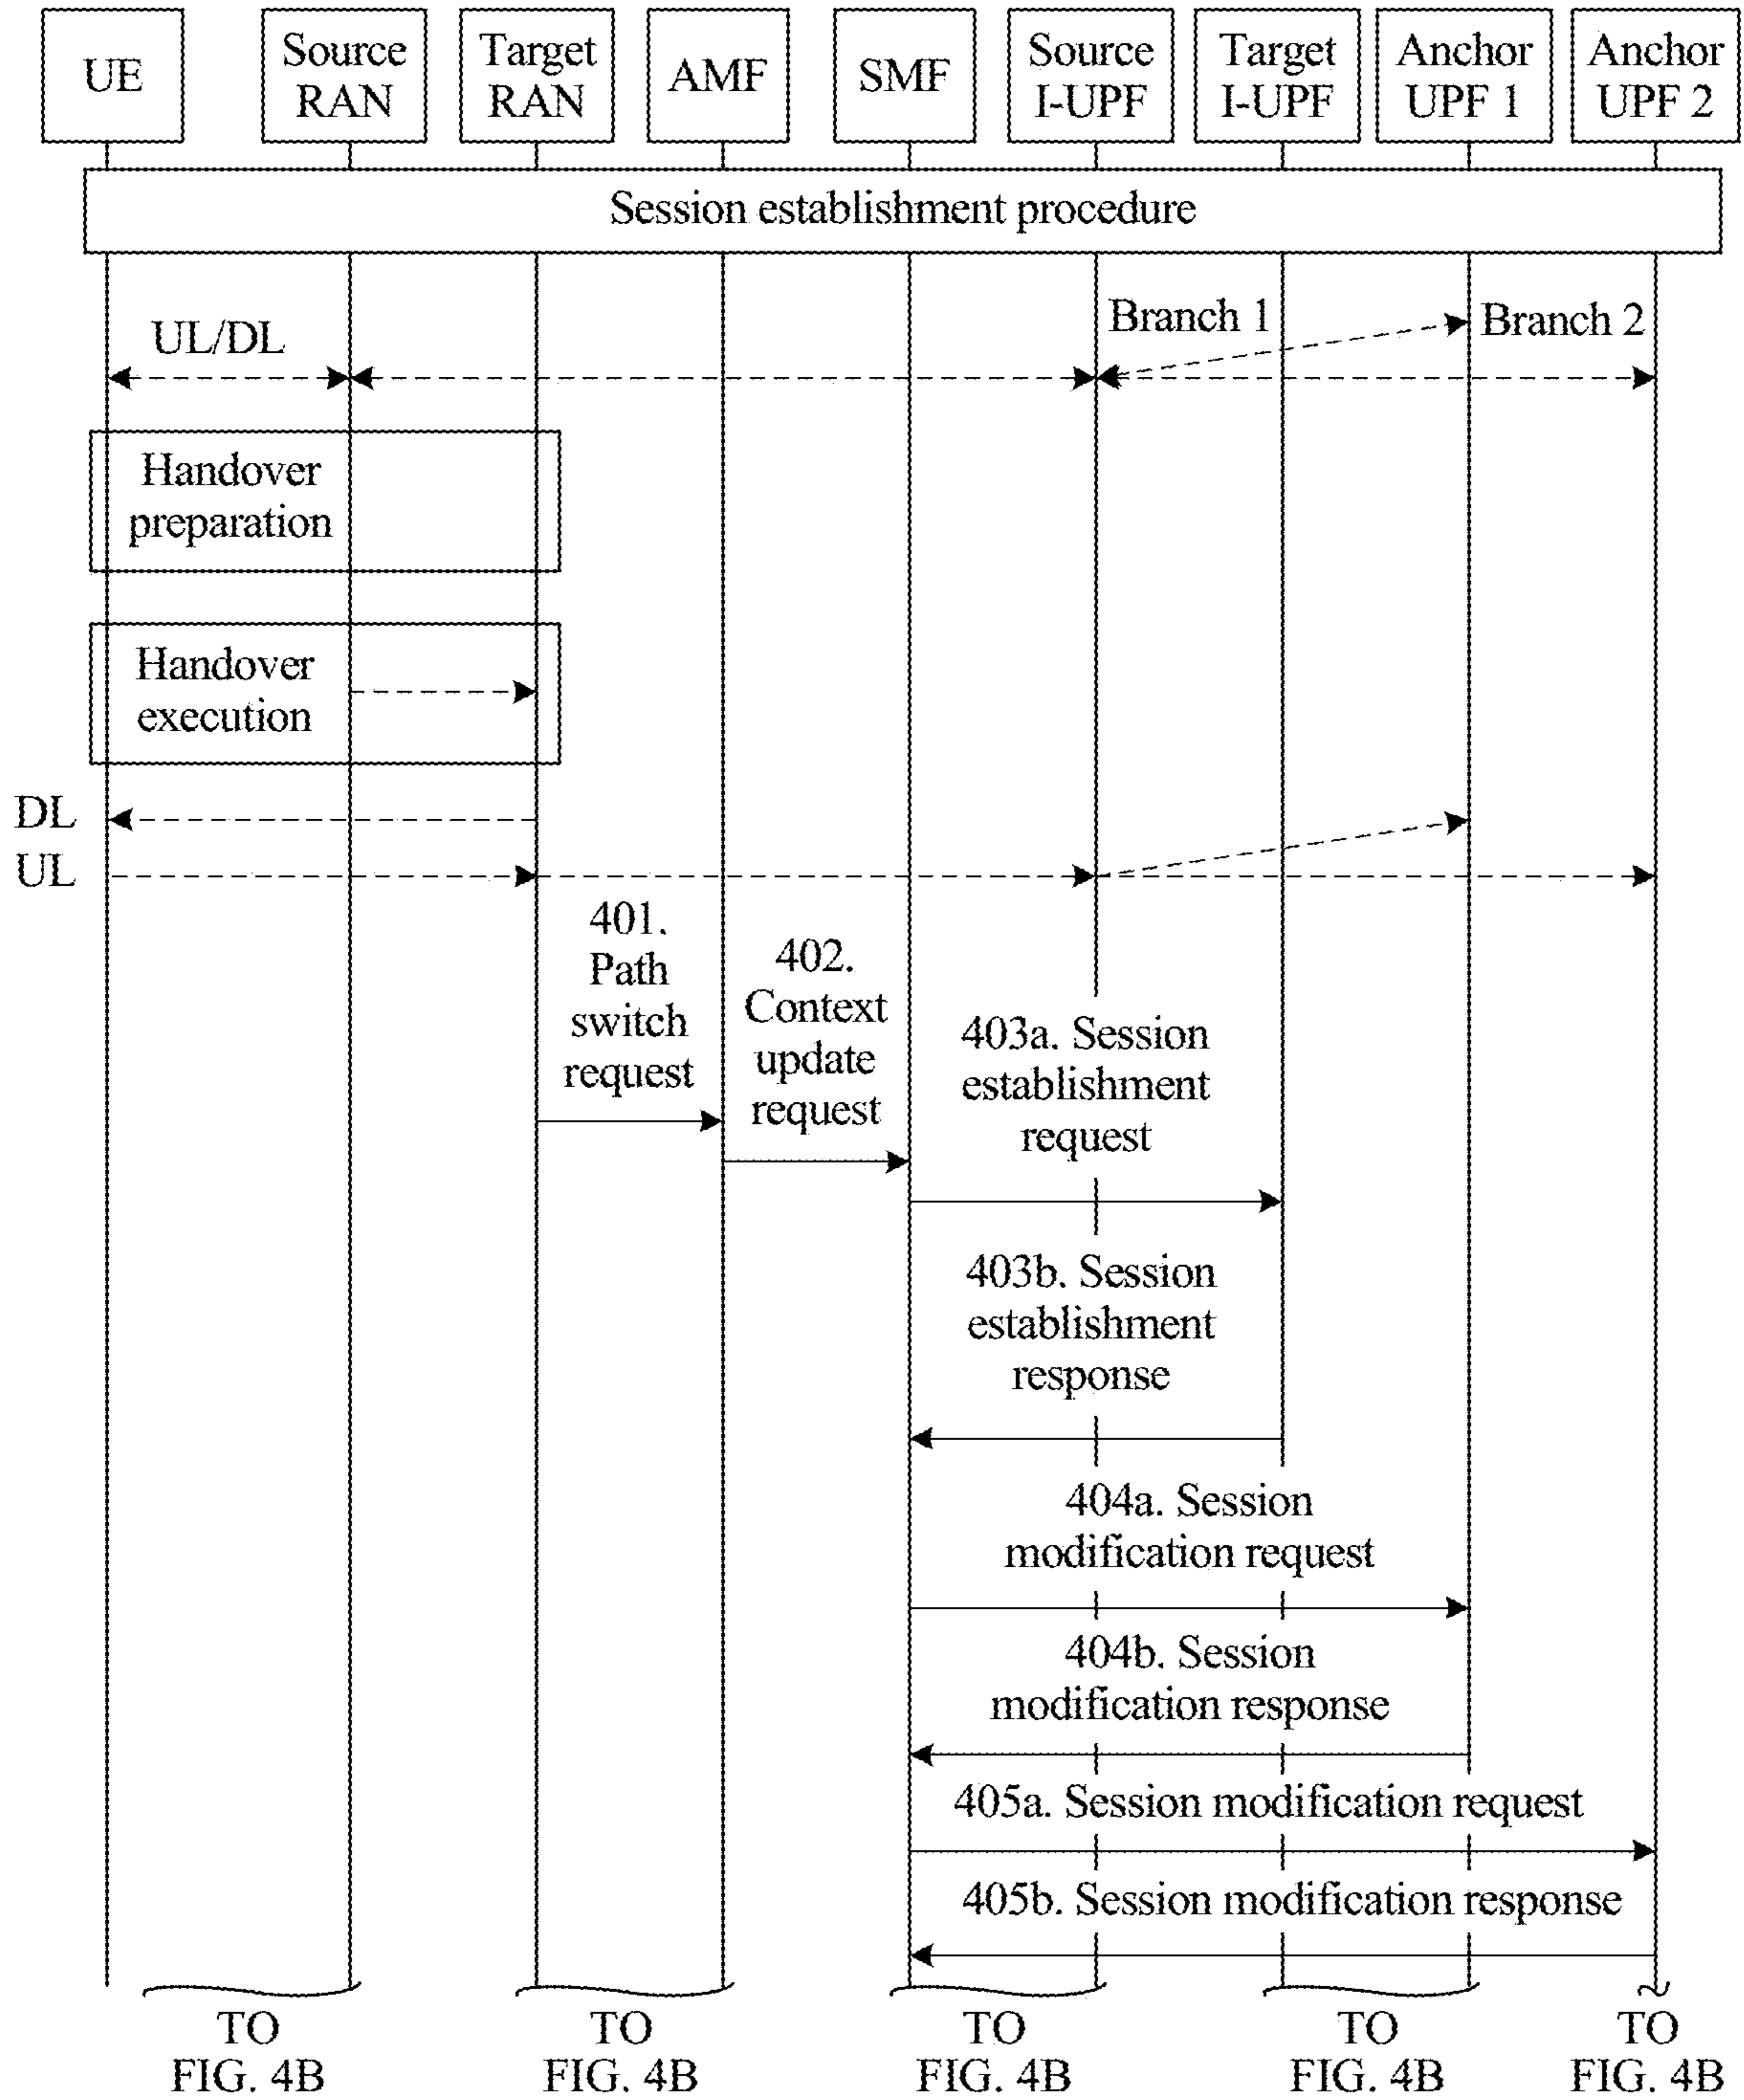 UE
Source
RAN
Target
RAN
AMF
SMF
Source
I-UPF
Target
I-UPF
Anchor
UPF 1
Anchor
UPF 2
Session establishment procedure
UL/DL
Branch 1
Branch 2
Handover
preparation
Handover
execution
DL
UL
401.
Path
switch
request
402.
Context
update
request
403a. Session
establishment
request
403b. Session
establishment
response
404a. Session
modification request
404b. Session
modification response
405a. Session modification request
405b. Session modification response
TO
FIG. 4B
TO
FIG. 4B
TO
FIG. 4B
TO
FIG. 4B
TO
FIG. 4B